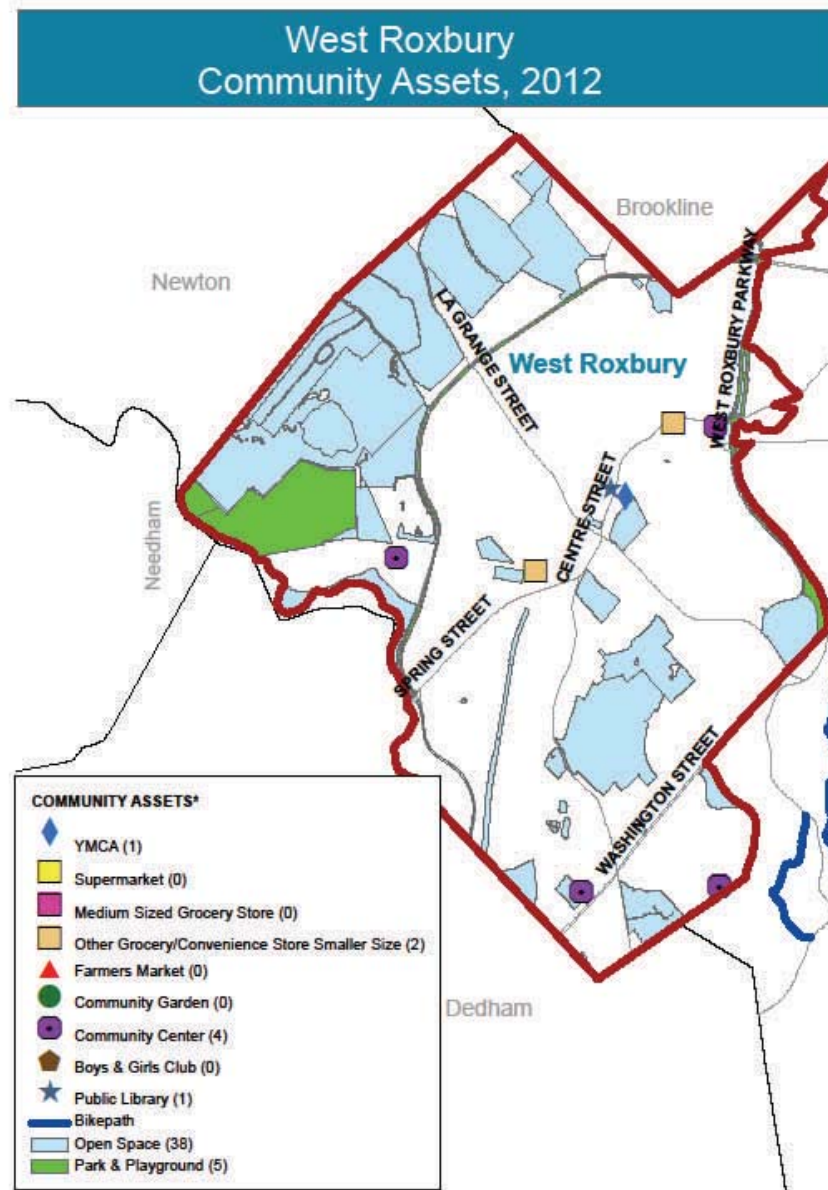 West Roxbury
Community Assets, 2012
Brookline
Newton
WEST ROXBURY PARKWAY
LA GRANGE STREET
West Roxbury
CENTRE STREET
1
Needham
SPRING STREET
WASHINGTON STREET
Dedham
COMMUNITY ASSETS*
YMCA (1)
Supermarket (0)
Medium Sized Grocery Store (0)
Other Grocery/Convenience Store Smaller Size (2)
Farmers Market (0)
Community Garden (0)
Community Center (4)
Boys & Girls Club (0)
Public Library (1)
Bikepath
Open Space (38)
Park & Playground (5)